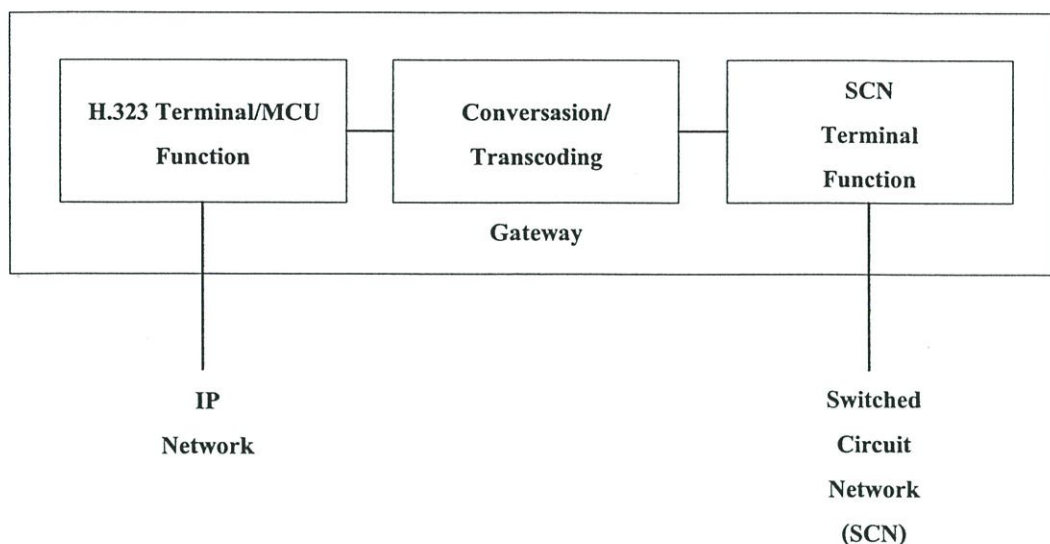 H.323 Terminal/MCU
Function
Conversasion/
Transcoding
SCN
Terminal
Function
Gateway
IP
Network
Switched
Circuit
Network
(SCN)